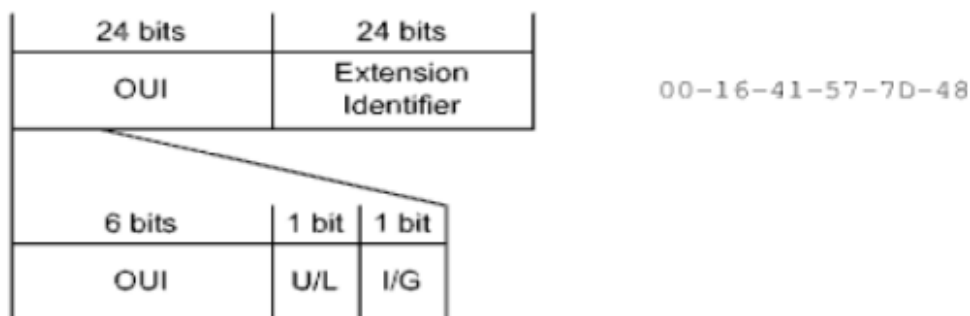 24 bits 24 bits
OUI Extension Identifier
00-16-41-57-7D-48
6 bits 1 bit 1 bit
OUI U/L I/G